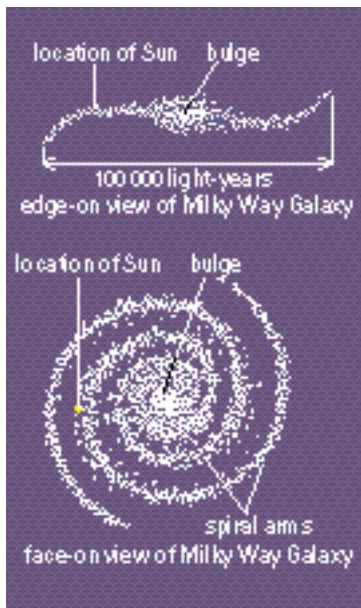 location of Sun bulge
100 000 light-years
edge-on view of Milky Way Galaxy
location of Sun bulge
spiral arms
face-on view of Milky Way Galaxy